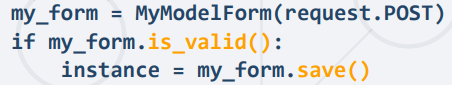 my_form = MyModelForm(request.POST)
if my_form.is_valid():
    instance = my_form.save()